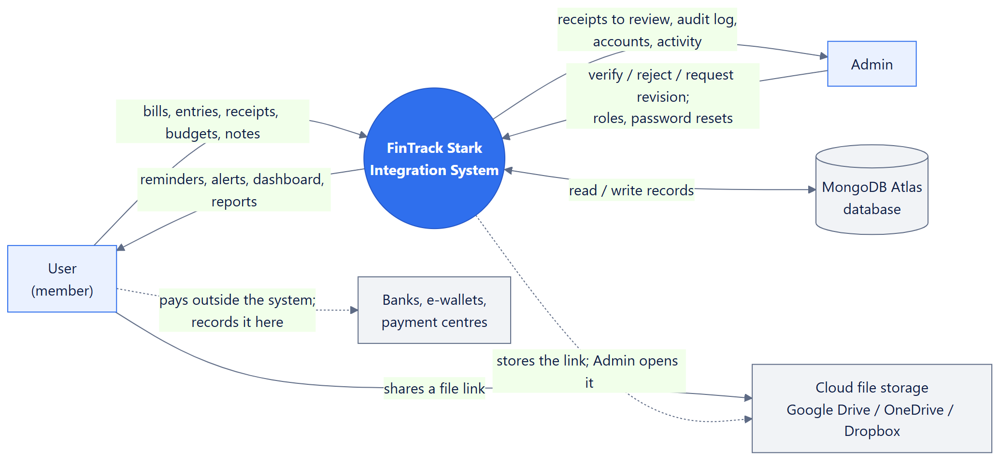 receipts to review, audit log,
accounts, activity
Admin
verify / reject / request
revision;
roles, password resets
bills, entries, receipts,
budgets, notes
FinTrack Stark
Integration System
reminders, alerts, dashboard,
reports
read / write records
MongoDB Atlas
database
User
(member)
pays outside the system;
records it here
Banks, e-wallets,
payment centres
stores the link; Admin opens
it
shares a file link
Cloud file storage
Google Drive / OneDrive /
Dropbox